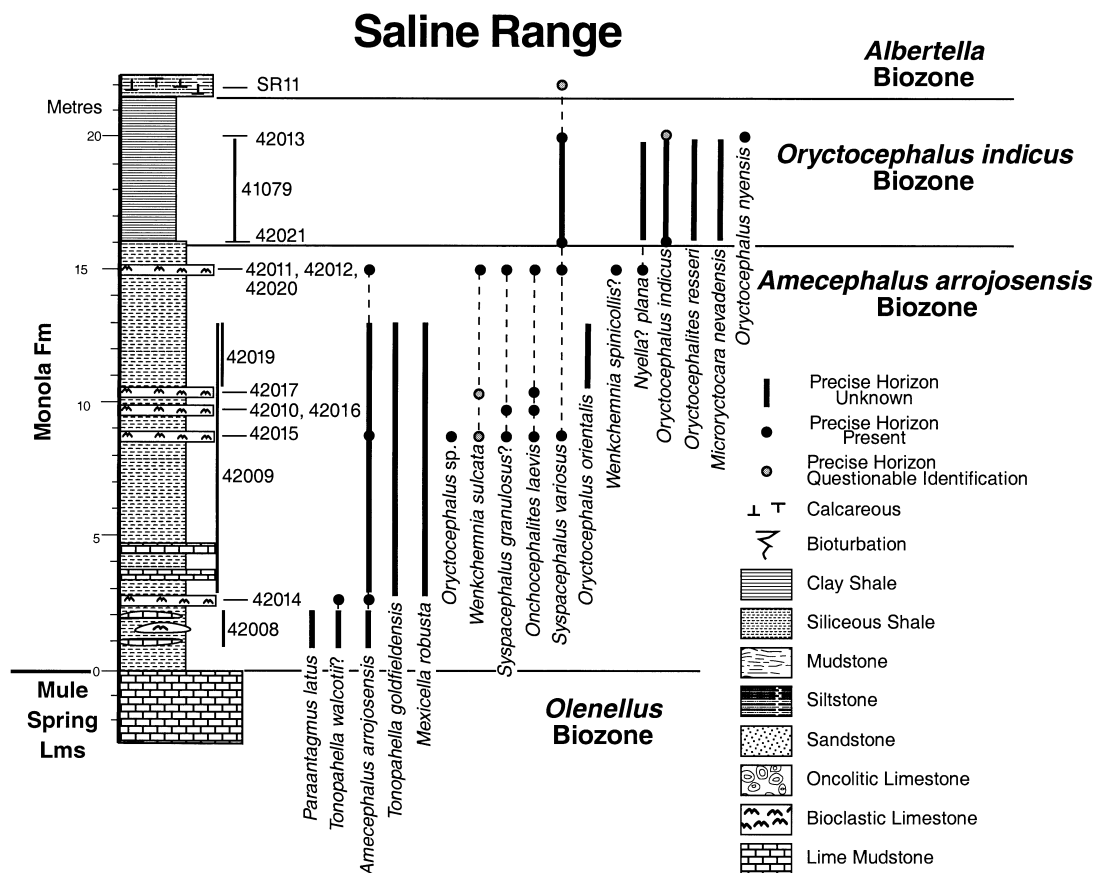 Saline Range
Albertella
Biozone
SR11
Metres
20
42013
41079
42021
Oryctocephalus indicus
Biozone
15
42011, 42012,
42020
Amecephalus arrojosensis
Biozone
Monola Fm
42019
42017
10
42010, 42016
42015
42009
5
42014
42008
0
Mule
Spring
Lms
Olenellus
Biozone
Paraantagmus latus
Tonopahella walcotii?
Amecephalus arrojosensis
Tonopahella goldfieldensis
Mexicella robusta
Oryctocephalus sp.
Wenkchemnia sulcata
Syspacephalus granulosus?
Onchocephalites laevis
Syspacephalus variosus
Oryctocephalus orientalis
Wenkchemnia spinicollis?
Nyella? plana
Oryctocephalus indicus
Oryctocephalites resseri
Microryctocara nevadensis
Oryctocephalus nyensis
Precise Horizon
Unknown
Precise Horizon
Present
Precise Horizon
Questionable Identification
Calcareous
Bioturbation
Clay Shale
Siliceous Shale
Mudstone
Siltstone
Sandstone
Oncolitic Limestone
Bioclastic Limestone
Lime Mudstone